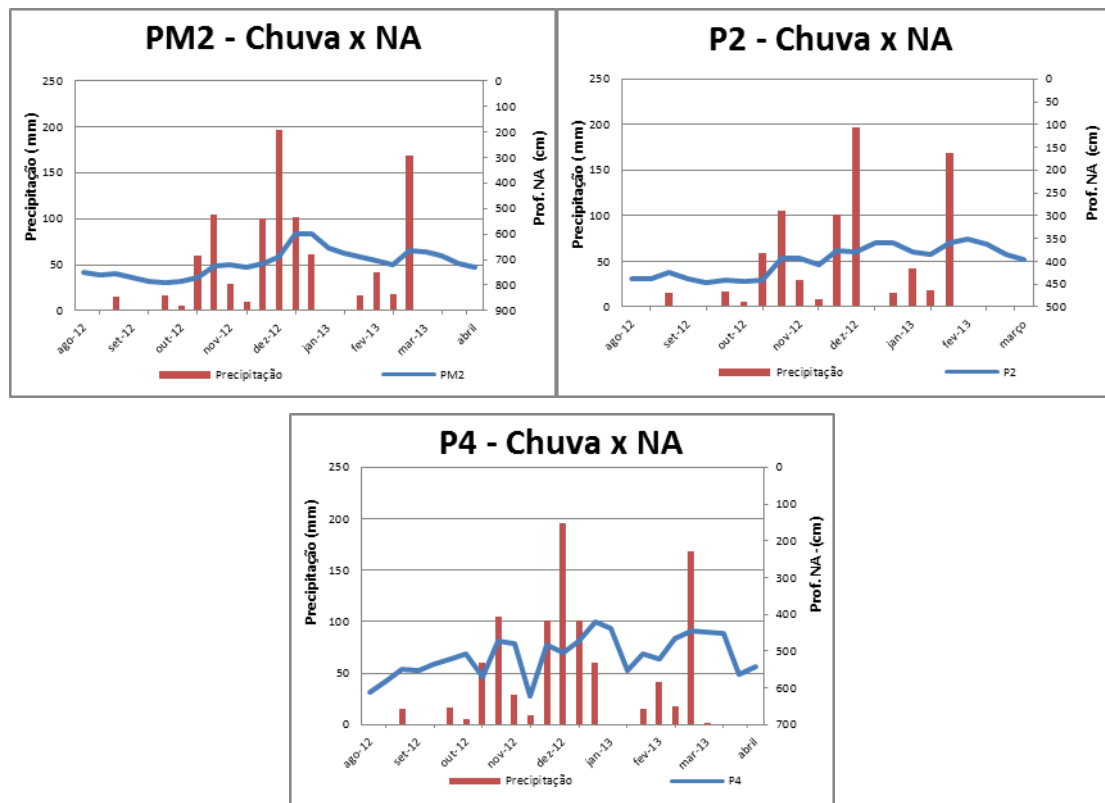 PM2 - Chuva x NA
Precipitação ( mm)
250
200
150
100
50
0
0
100
200
300
400
500
600
700
800
900
Prof. NA (cm)
ago-12
set-12
out-12
nov-12
dez-12
jan-13
fev-13
mar-13
abril
Precipitação
PM2
P2 - Chuva x NA
Precipitação ( mm)
250
200
150
100
50
0
0
50
100
150
200
250
300
350
400
450
500
Prof. NA (cm)
ago-12
set-12
out-12
nov-12
dez-12
jan-13
fev-13
março
Precipitação
P2
P4 - Chuva x NA
Precipitação (mm)
250
200
150
100
50
0
0
100
200
300
400
500
600
700
Prof. NA -(cm)
ago-12
set-12
out-12
nov-12
dez-12
jan-13
fev-13
mar-13
abril
Precipitação
P4